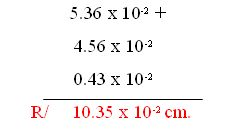 5.36 x 10⁻² +
4.56 x 10⁻²
0.43 x 10⁻²
R/ 10.35 x 10⁻² cm.